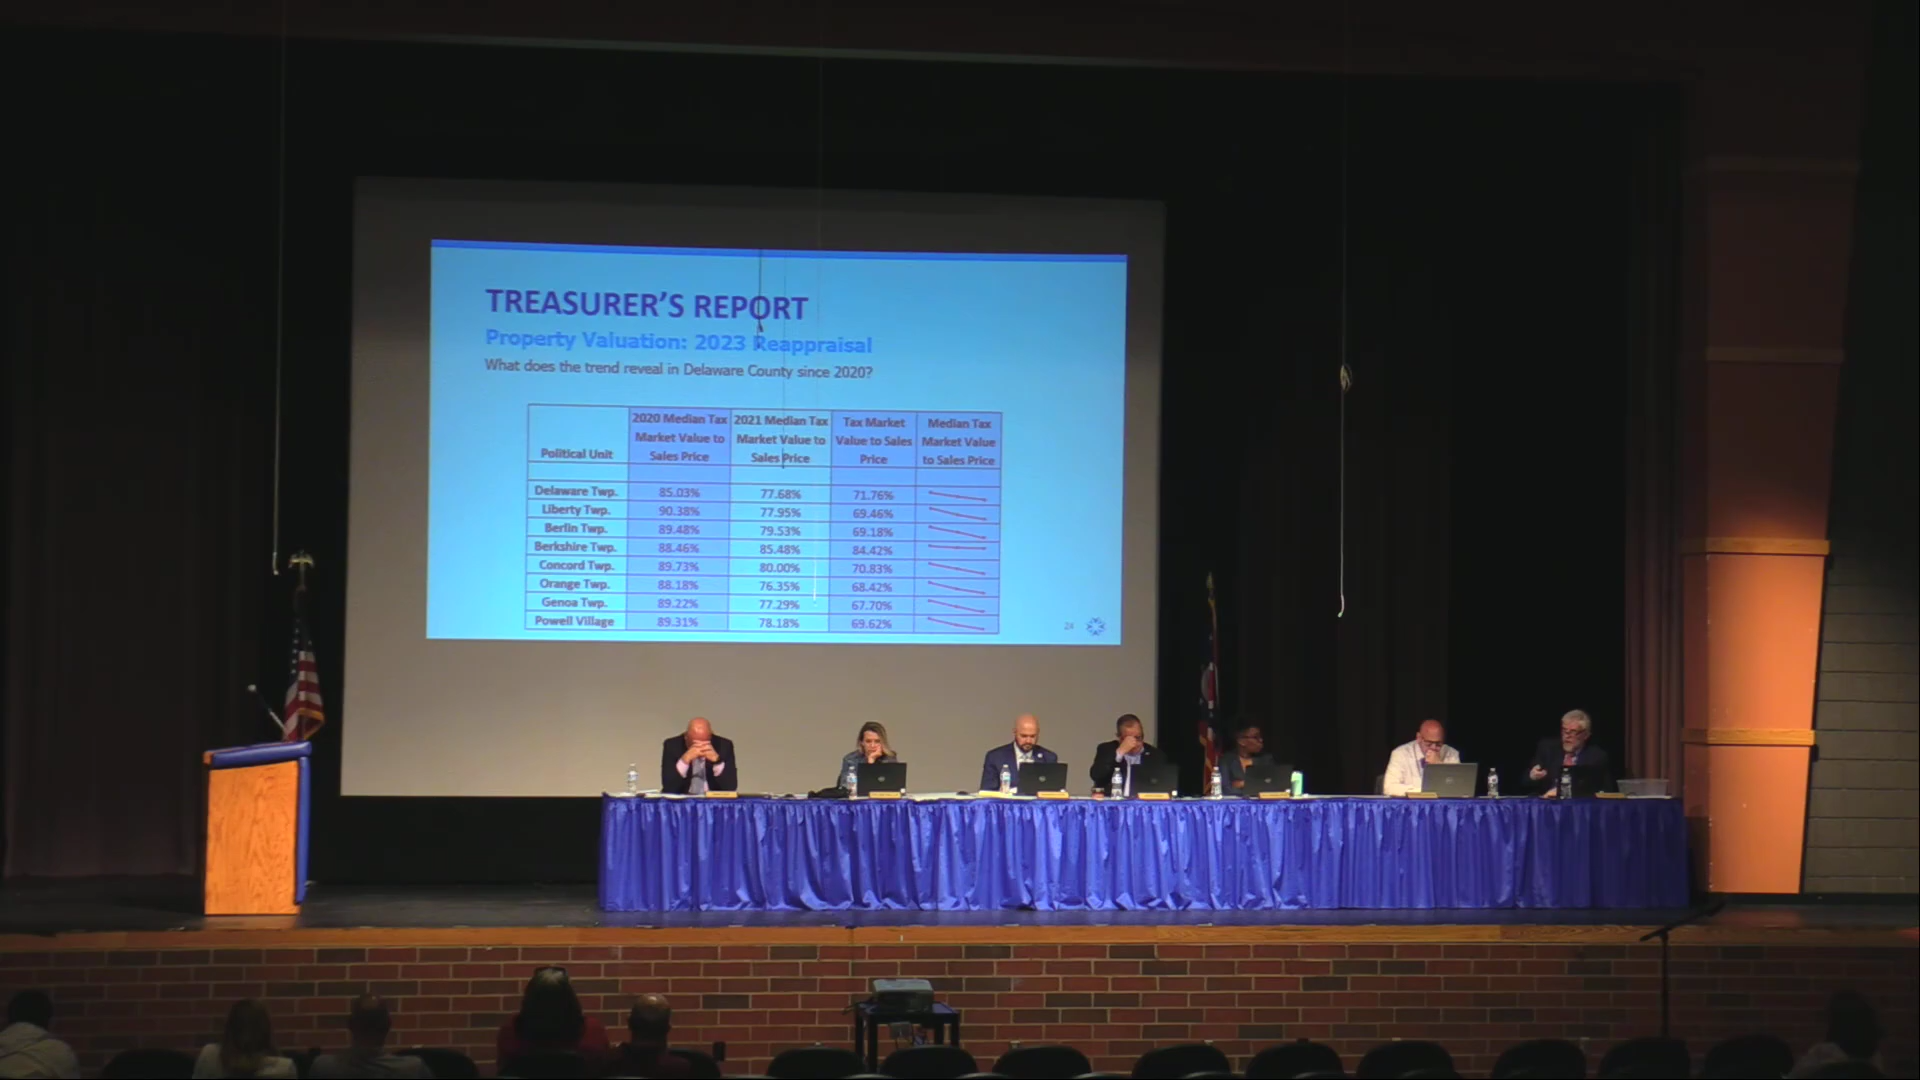 TREASURER'S REPORT
Property Valuation: 2023 Reappraisal
What does the trend reveal in Delaware County since 2020?
Political Unit 2020 Median Tax Market Value to Sales Price 2021 Median Tax Market Value to Sales Price Tax Market Value to Sales Price Median Tax Market Value to Sales Price
Delaware Twp. 85.03% 77.68% 71.76%
Liberty Twp. 90.38% 77.95% 69.46%
Berlin Twp. 89.48% 79.53% 69.18%
Berkshire Twp. 88.46% 85.48% 84.42%
Concord Twp. 89.73% 80.00% 70.83%
Orange Twp. 88.18% 76.35% 68.42%
Genoa Twp. 89.22% 77.29% 67.70%
Powell Village 89.31% 78.18% 69.62%